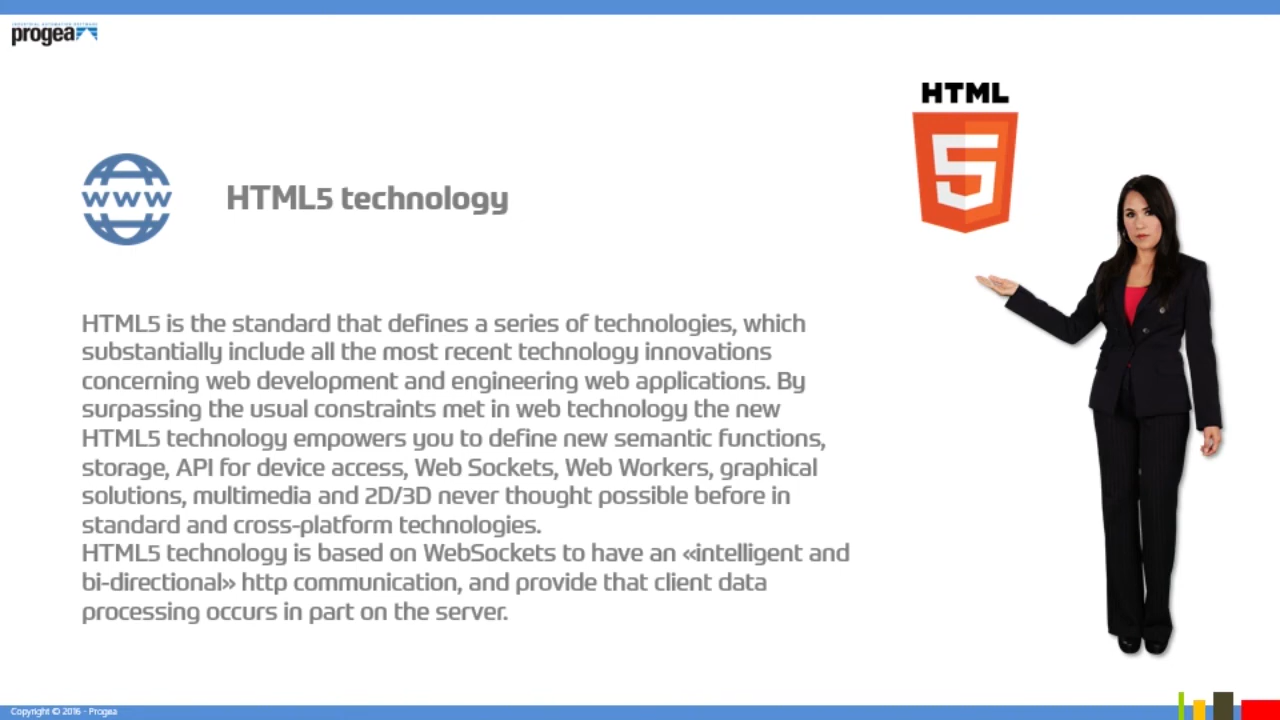 INDUSTRIAL AUTOMATION SOFTWARE
progea
HTML
5
WWW
HTML5 technology
HTML5 is the standard that defines a series of technologies, which
substantially include all the most recent technology innovations
concerning web development and engineering web applications. By
surpassing the usual constraints met in web technology the new
HTML5 technology empowers you to define new semantic functions,
storage, API for device access, Web Sockets, Web Workers, graphical
solutions, multimedia and 2D/3D never thought possible before in
standard and cross-platform technologies.
HTML5 technology is based on WebSockets to have an «intelligent and
bi-directional» http communication, and provide that client data
processing occurs in part on the server.
Copyright © 2016 - Progea